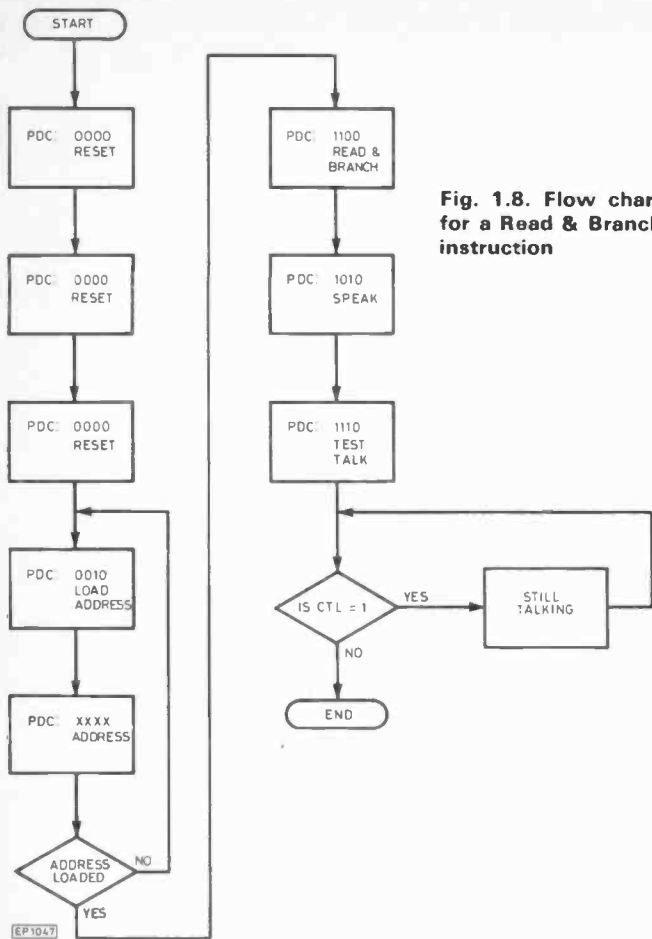 START
PDC: 0000
RESET
PDC: 0000
RESET
PDC: 0000
RESET
PDC: 0010
LOAD
ADDRESS
PDC: XXXX
ADDRESS
ADDRESS
LOADED
NO
YES
EP1047
PDC: 1100
READ &
BRANCH
PDC: 1010
SPEAK
PDC: 1110
TEST
TALK
IS CTL = 1
YES
STILL
TALKING
NO
END
Fig. 1.8. Flow char
for a Read & Branch
instruction